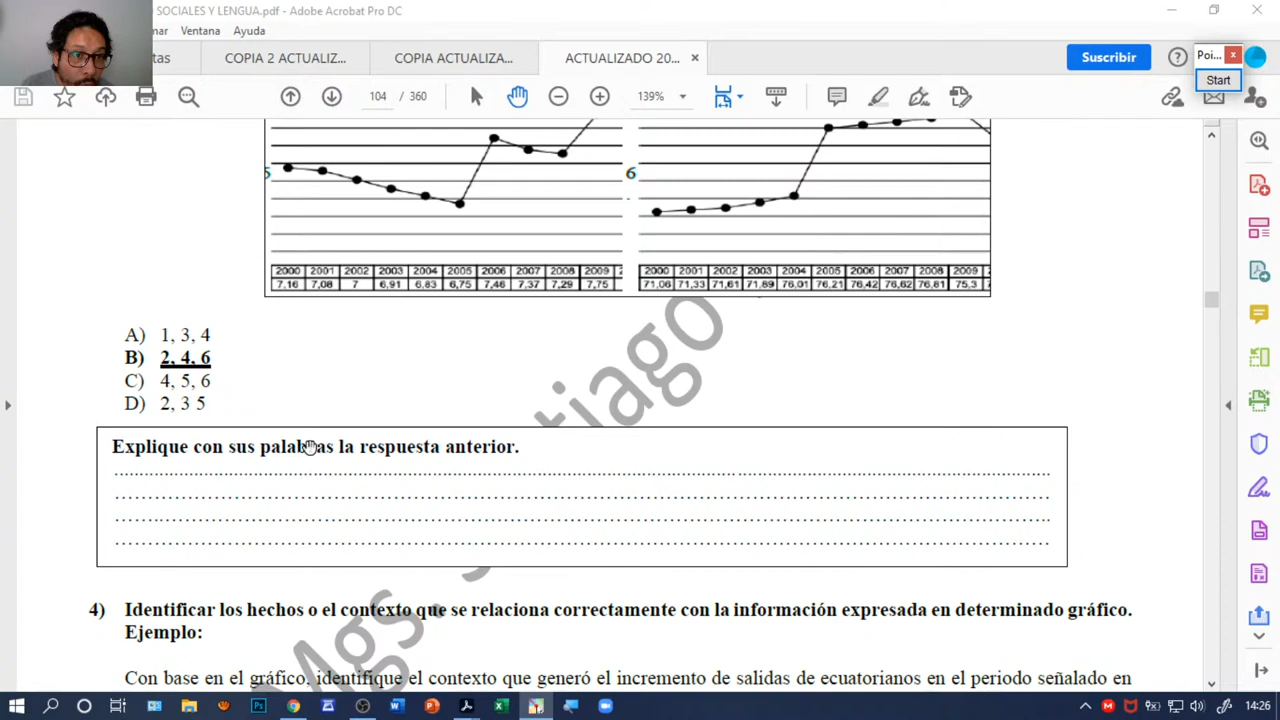 SOCIALES Y LENGUA.pdf - Adobe Acrobat Pro DC
Ventana Ayuda
COPIA 2 ACTUALIZ... COPIA ACTUALIZA... ACTUALIZADO 20... Suscribir Poi...
Start
104 / 360 139%
5 6
2000 2001 2002 2003 2004 2005 2006 2007 2008 2009
7,16 7,08 7 6,91 6,83 6,75 7,46 7,37 7,29 7,75
2000 2001 2002 2003 2004 2005 2006 2007 2008 2009
71,06 71,33 71,61 71,89 76,01 76,21 76,42 76,62 76,81 75,3
A) 1, 3, 4
B) 2, 4, 6
C) 4, 5, 6
D) 2, 3 5
Explique con sus palabras la respuesta anterior.
4) Identificar los hechos o el contexto que se relaciona correctamente con la información expresada en determinado gráfico.
Ejemplo:
Con base en el gráfico, identifique el contexto que generó el incremento de salidas de ecuatorianos en el periodo señalado en
Mgs. tiago
14:26